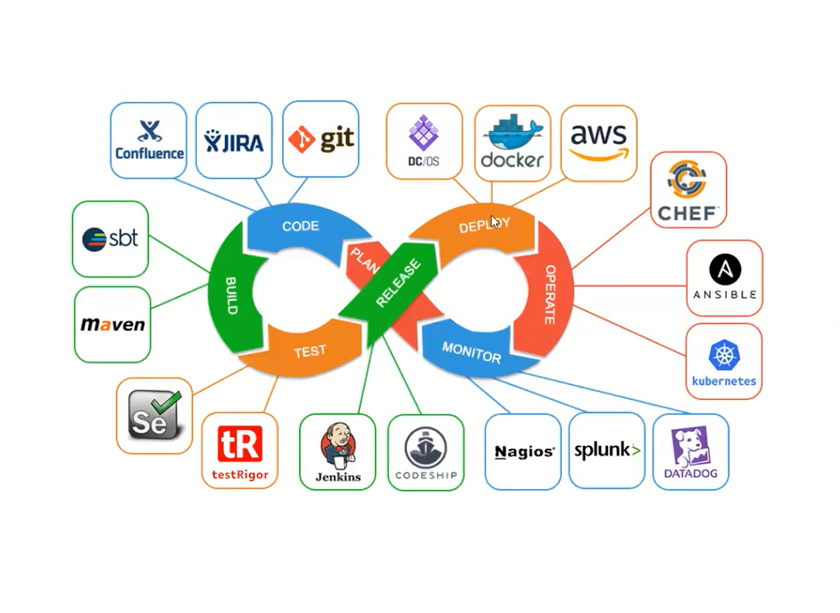 Confluence
JIRA
git
DC/OS
docker
aws
CHEF
sbt
CODE
DEPLOY
PLAN
RELEASE
BUILD
OPERATE
ANSIBLE
maven
TEST
MONITOR
kubernetes
Se
tR
testRigor
Jenkins
CODESHIP
Nagios®
splunk>
DATADOG